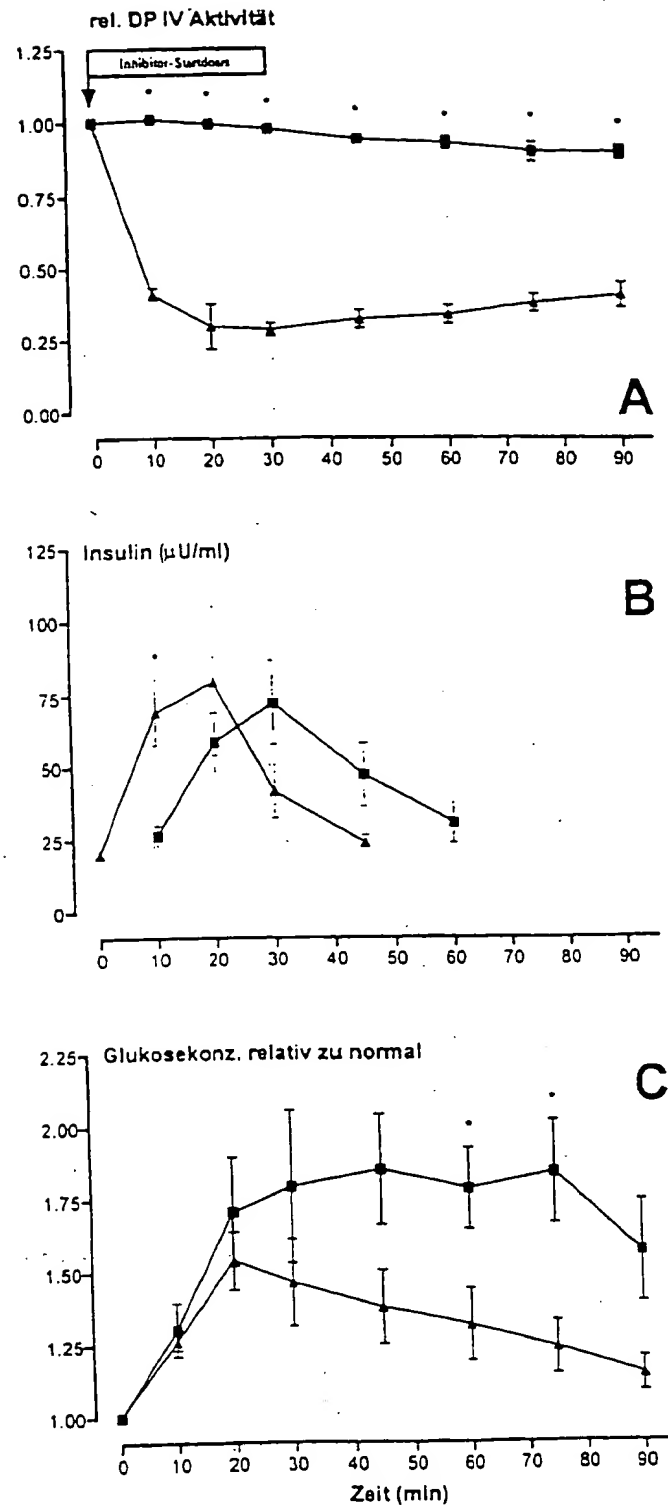 rel. DP IV Aktivität
1.25
Inhibitor-Startdosis
1.00
0.75
0.50
0.25
0.00
A
0 10 20 30 40 50 60 70 80 90
125
Insulin (µU/ml)
B
100
75
50
25
0
0 10 20 30 40 50 60 70 80 90
2.25
Glukosekonz. relativ zu normal
C
2.00
1.75
1.50
1.25
1.00
0 10 20 30 40 50 60 70 80 90
Zeit (min)